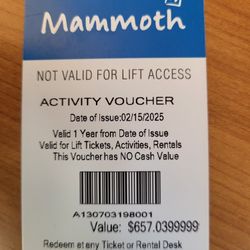 Mammoth
NOT VALID FOR LIFT ACCESS
ACTIVITY VOUCHER
Date of Issue:02/15/2025
Valid 1 Year from Date of Issue
Valid for Lift Tickets, Activities, Rentals
This Voucher has NO Cash Value
A130703198001
Value: $657.0399999
Redeem at any Ticket or Rental Desk